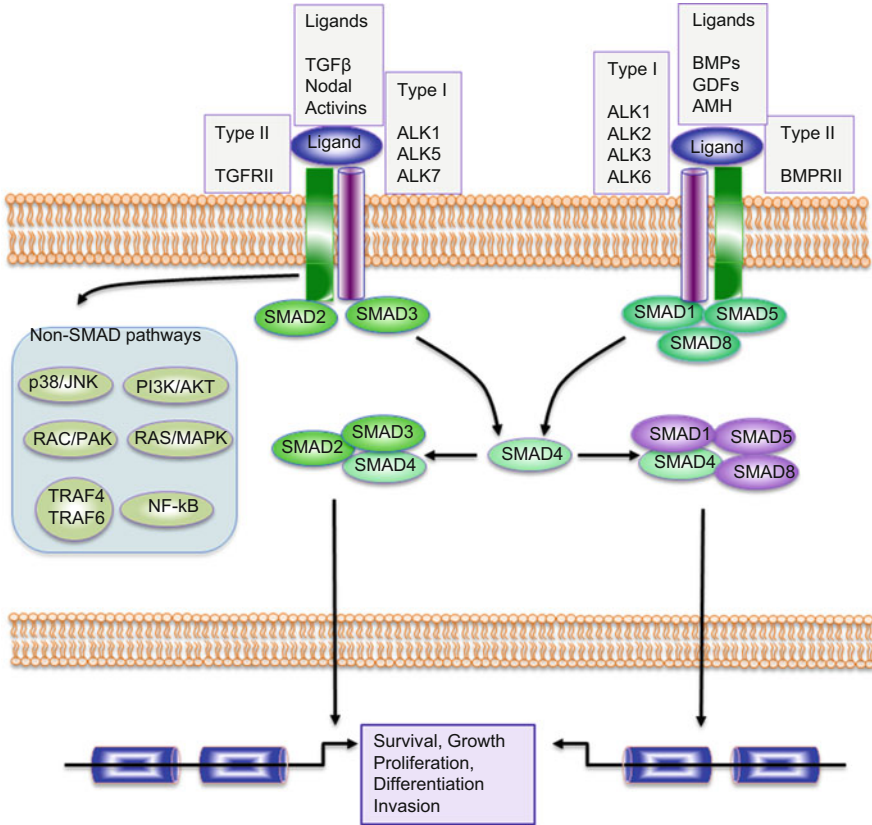 Ligands
TGFβ
Nodal
Activins
Type I
ALK1
ALK5
ALK7
Type II
TGFRII
Ligand
Type I
ALK1
ALK2
ALK3
ALK6
Ligands
BMPs
GDFs
AMH
Ligand
Type II
BMPRII
SMAD2
SMAD3
SMAD1
SMAD5
SMAD8
Non-SMAD pathways
p38/JNK
PI3K/AKT
RAC/PAK
RAS/MAPK
TRAF4
TRAF6
NF-kB
SMAD3
SMAD2
SMAD4
SMAD4
SMAD1
SMAD5
SMAD4
SMAD8
Survival, Growth
Proliferation,
Differentiation
Invasion